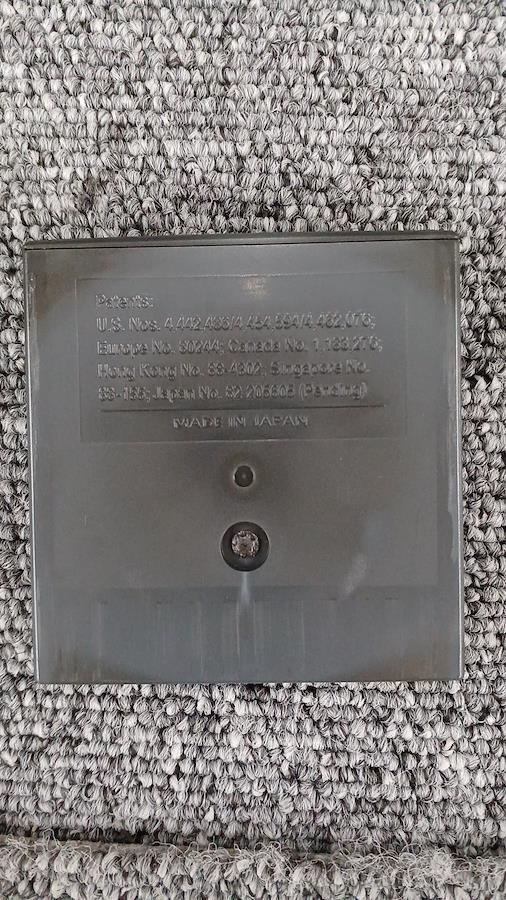 Patents:
U.S. Nos. 4,442,486/4,454,594/4,462,076;
Europe No. 80244; Canada No. 1,183,276;
Hong Kong No. 88-4302; Singapore No.
88-155; Japan No. 82-205605 (Pending)
MADE IN JAPAN